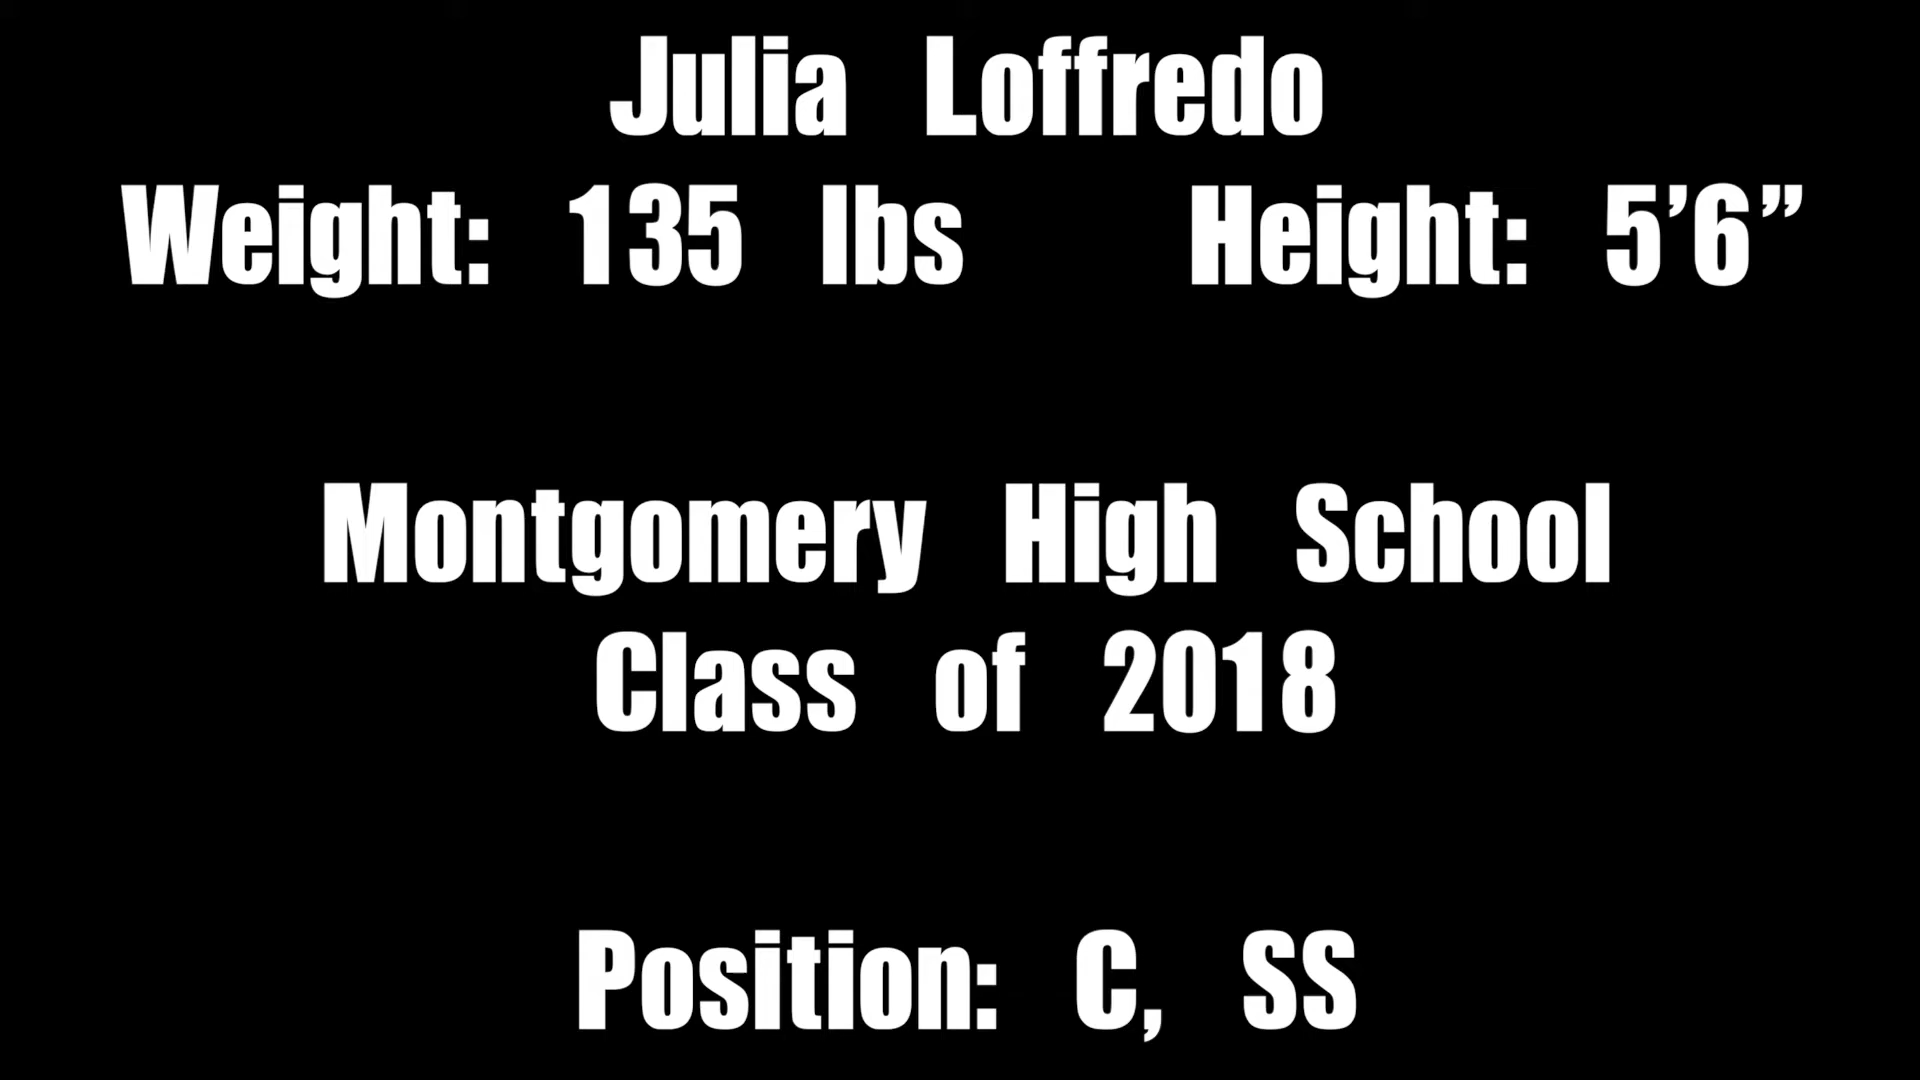 Julia Loffredo
Weight: 135 lbs Height: 5’6”
Montgomery High School
Class of 2018
Position: C, SS